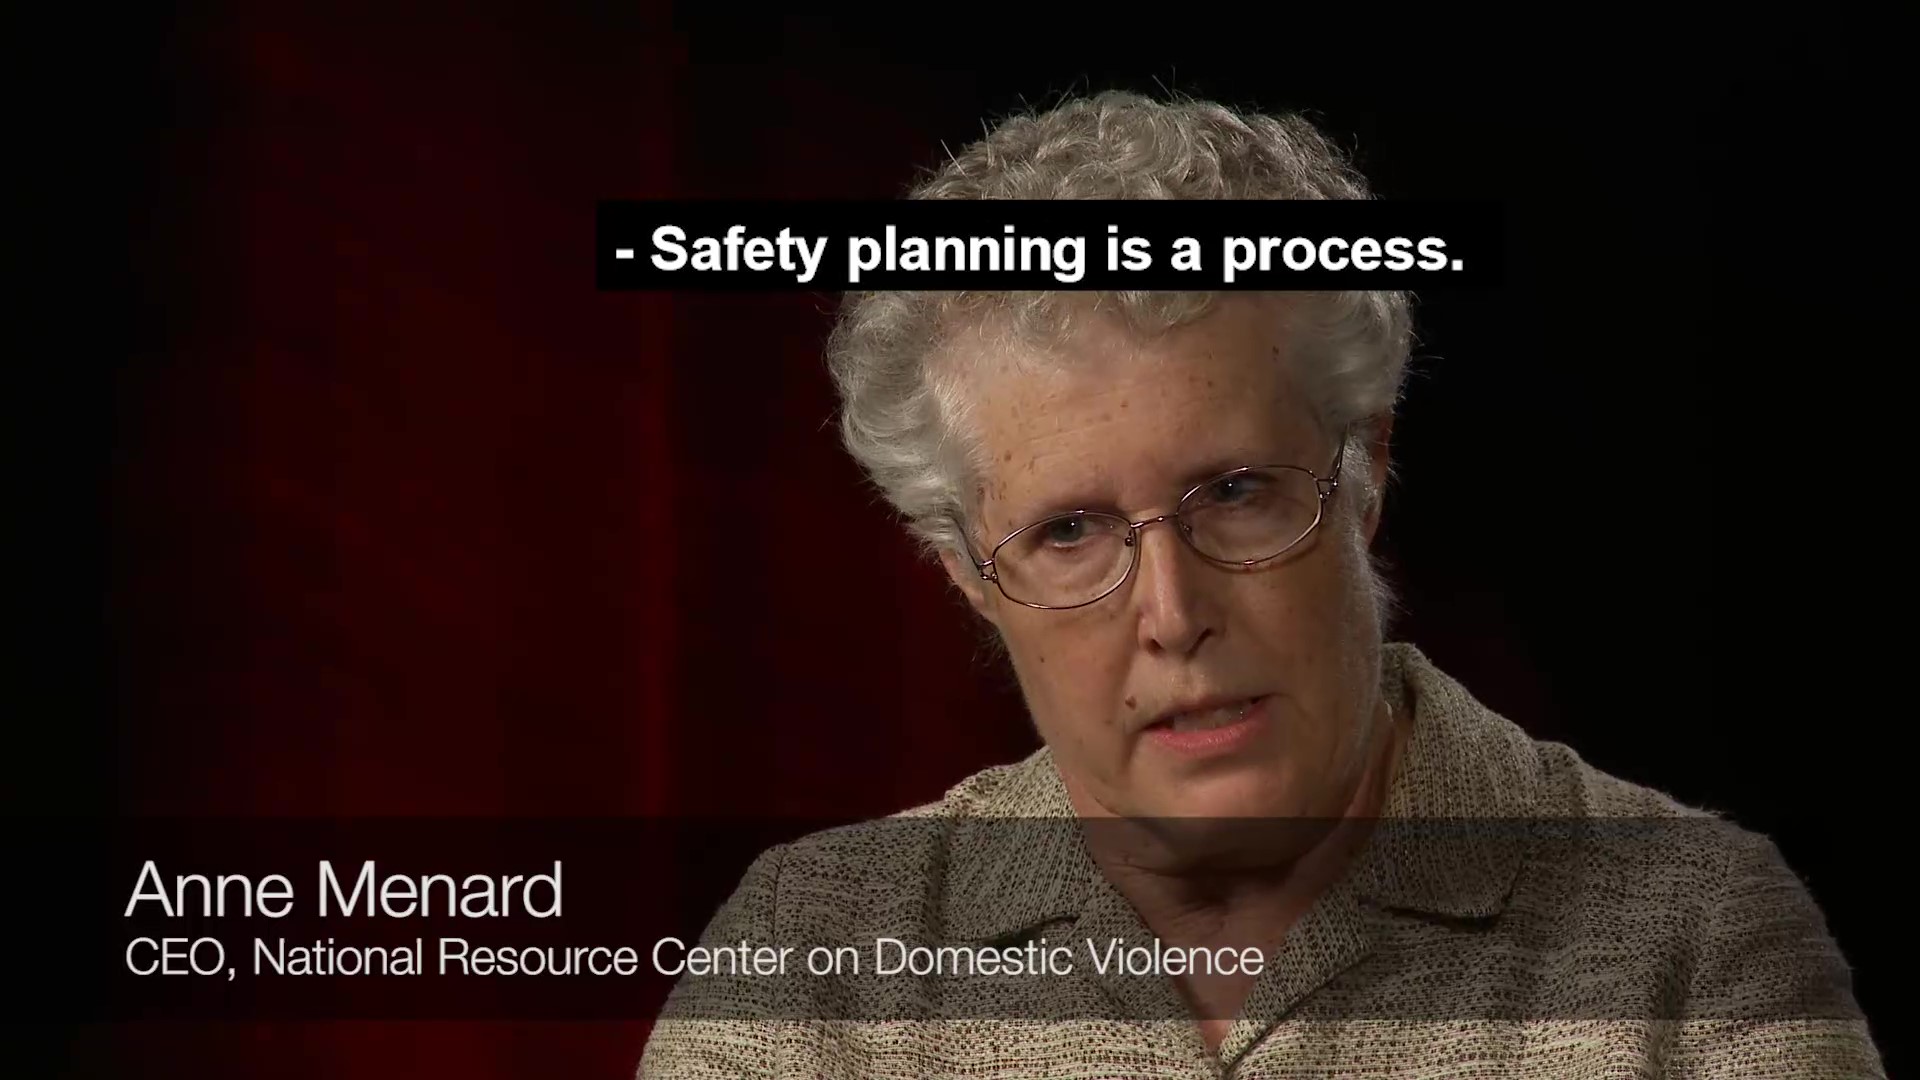 - Safety planning is a process.
Anne Menard
CEO, National Resource Center on Domestic Violence